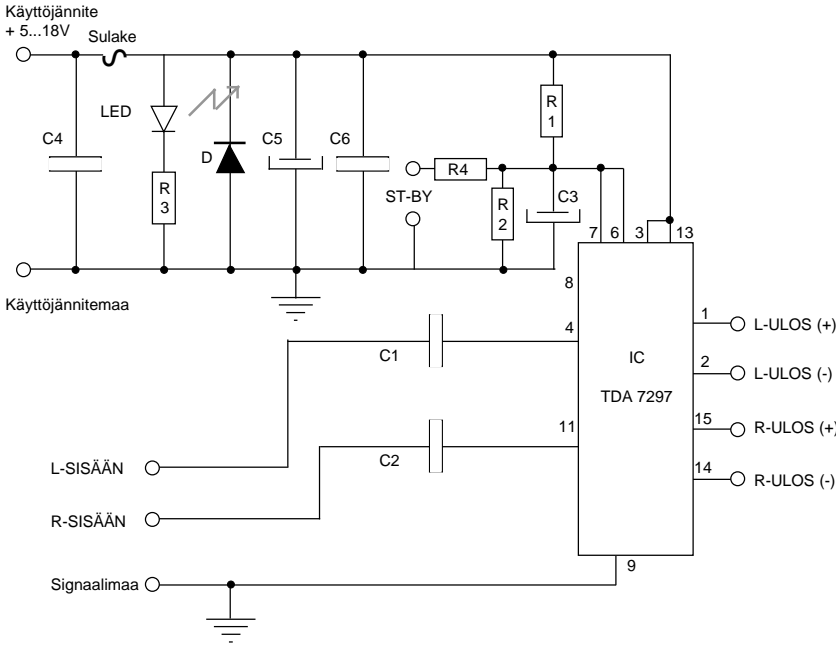 Käyttöjännite
+ 5...18V
Sulake
LED
R
1
C4
D
C5
C6
R4
R
3
ST-BY
R
2
C3
7
6
3
13
Käyttöjännitemaa
8
4
1
L-ULOS (+)
C1
IC
2
L-ULOS (-)
TDA 7297
11
15
R-ULOS (+)
C2
L-SISÄÄN
14
R-ULOS (-)
R-SISÄÄN
9
Signaalimaa